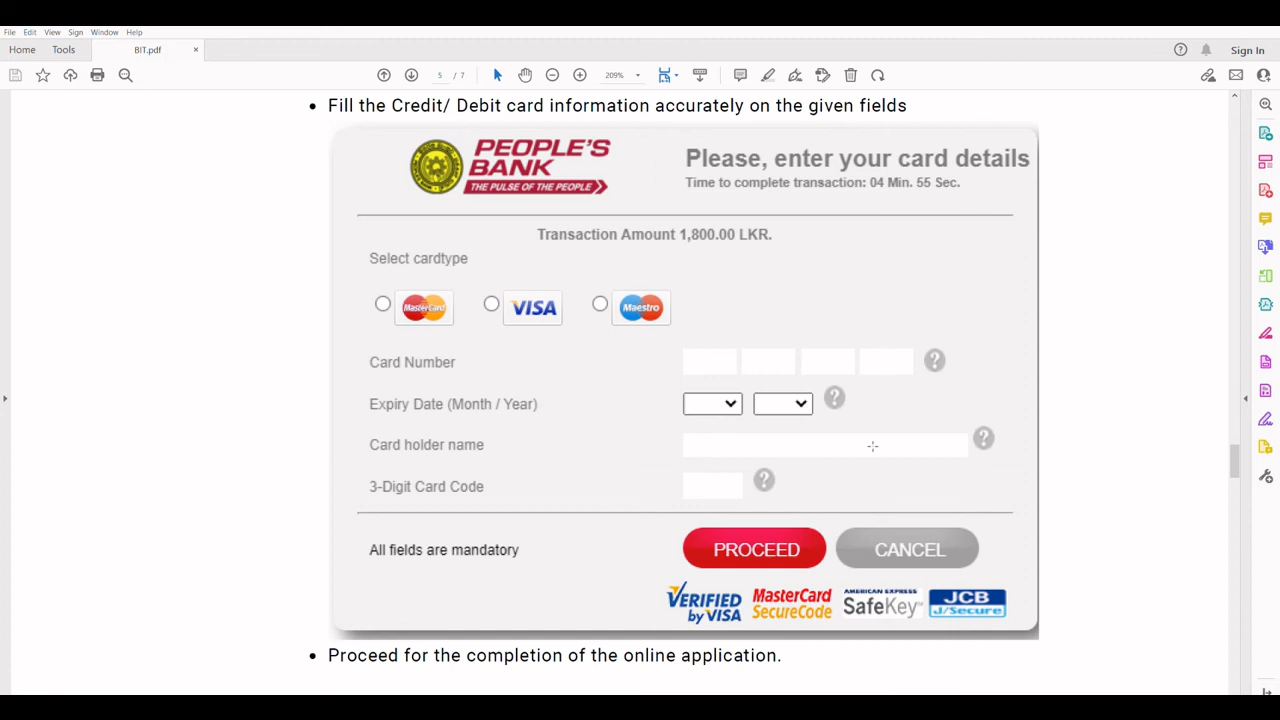 File Edit View Sign Window Help
Home Tools BIT.pdf × Sign In
5 / 7 209%
• Fill the Credit/ Debit card information accurately on the given fields
PEOPLE'S
BANK
THE PULSE OF THE PEOPLE
Please, enter your card details
Time to complete transaction: 04 Min. 55 Sec.
Transaction Amount 1,800.00 LKR.
Select cardtype
MasterCard VISA Maestro
Card Number
Expiry Date (Month / Year)
Card holder name
3-Digit Card Code
All fields are mandatory PROCEED CANCEL
VERIFIED by VISA
MasterCard SecureCode
AMERICAN EXPRESS SafeKey
JCB J/Secure
• Proceed for the completion of the online application.